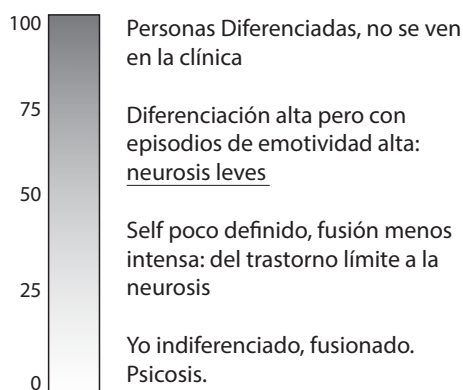 100
Personas Diferenciadas, no se ven
en la clínica
75
Diferenciación alta pero con
episodios de emotividad alta:
neurosis leves
50
Self poco definido, fusión menos
intensa: del trastorno límite a la
25
neurosis
Yo indiferenciado, fusionado.
0
Psicosis.